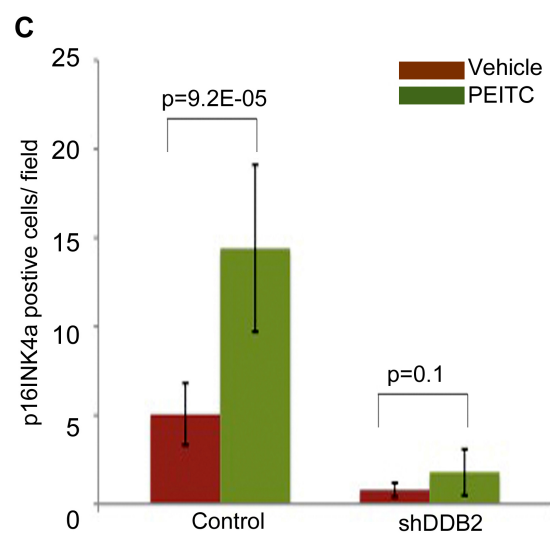 C
25
20
15
10
5
0
p16INK4a postive cells/ field
Vehicle
PEITC
p=9.2E-05
p=0.1
Control
shDDB2